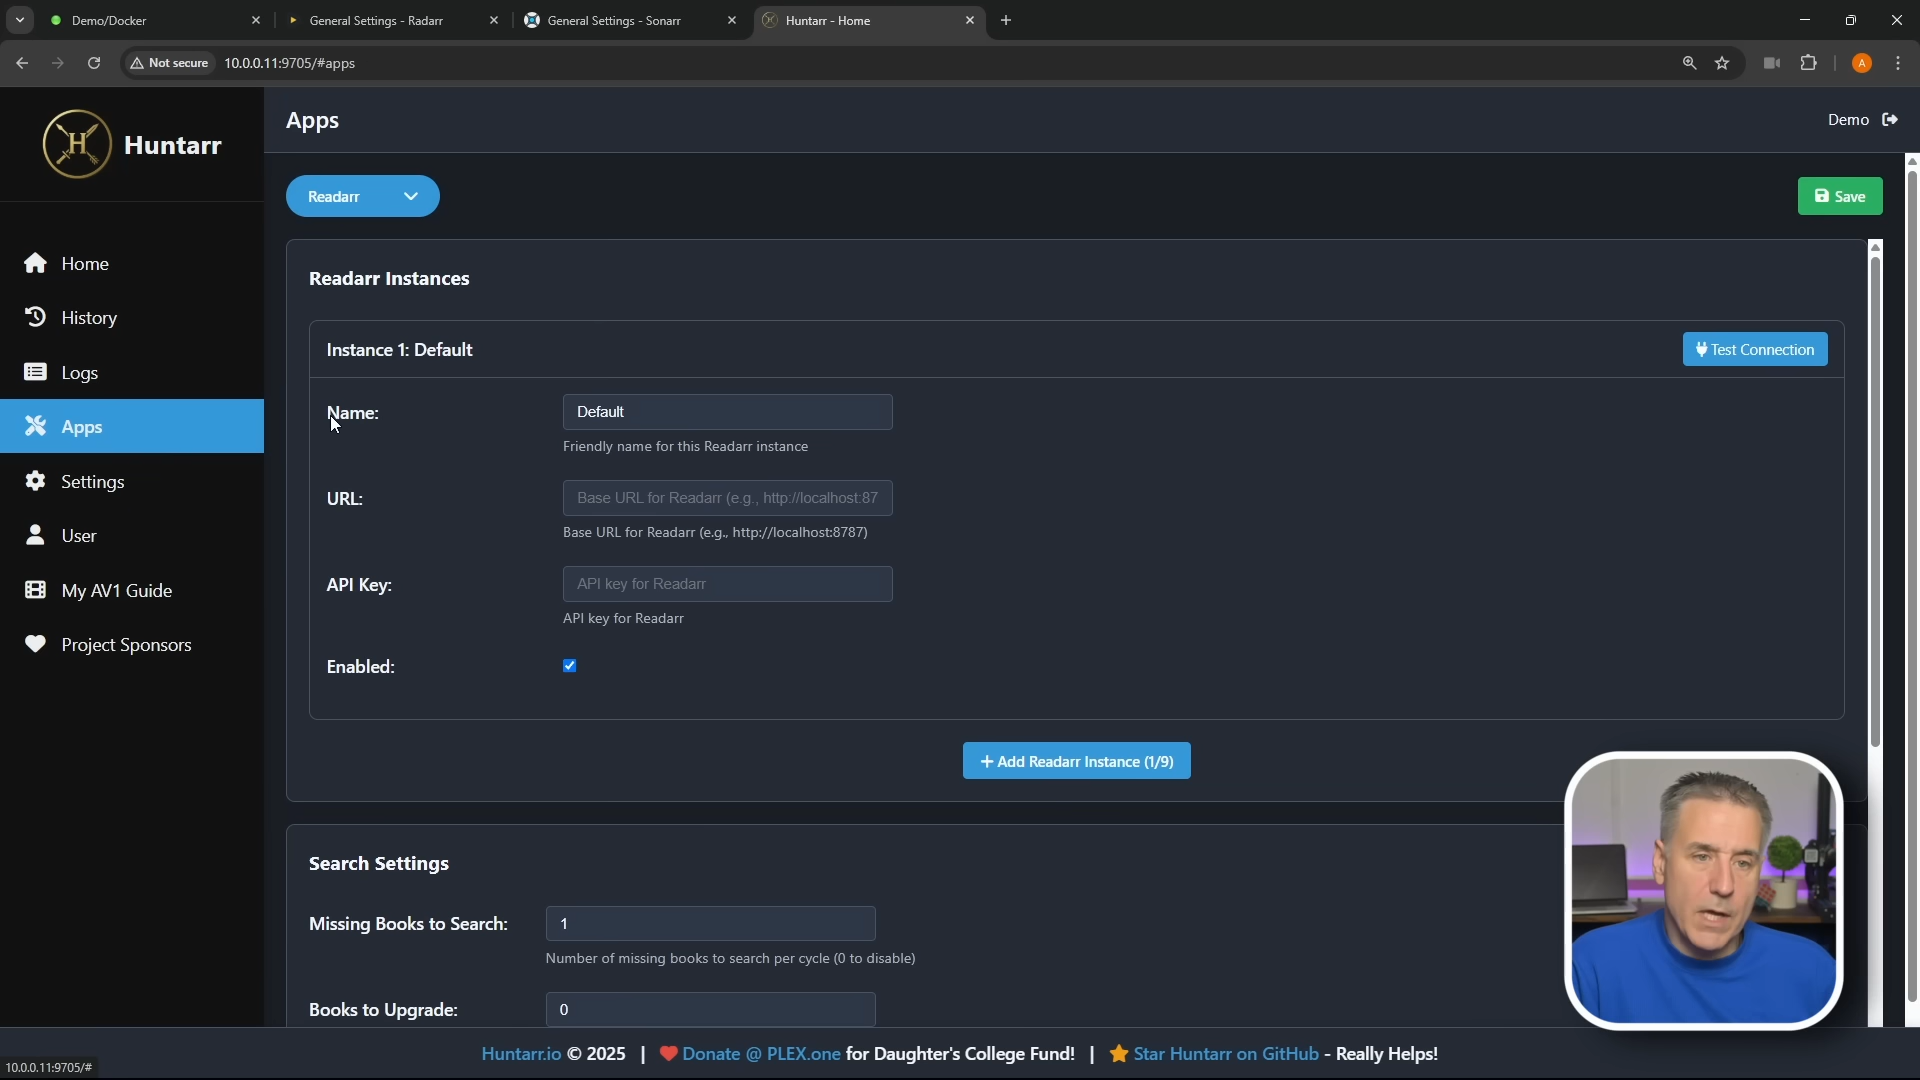 Demo/Docker
General Settings - Radarr
General Settings - Sonarr
Huntarr - Home
Not secure
10.0.0.11:9705/#apps
A
H
Huntarr
Apps
Demo
Readarr
Save
Home
History
Logs
Apps
Settings
User
My AV1 Guide
Project Sponsors
Readarr Instances
Instance 1: Default
Test Connection
Name:
Default
Friendly name for this Readarr instance
URL:
Base URL for Readarr (e.g., http://localhost:87
Base URL for Readarr (e.g., http://localhost:8787)
API Key:
API key for Readarr
API key for Readarr
Enabled:
+ Add Readarr Instance (1/9)
Search Settings
Missing Books to Search:
1
Number of missing books to search per cycle (0 to disable)
Books to Upgrade:
0
Huntarr.io © 2025 | Donate @ PLEX.one for Daughter's College Fund! | Star Huntarr on GitHub - Really Helps!
10.0.0.11:9705/#